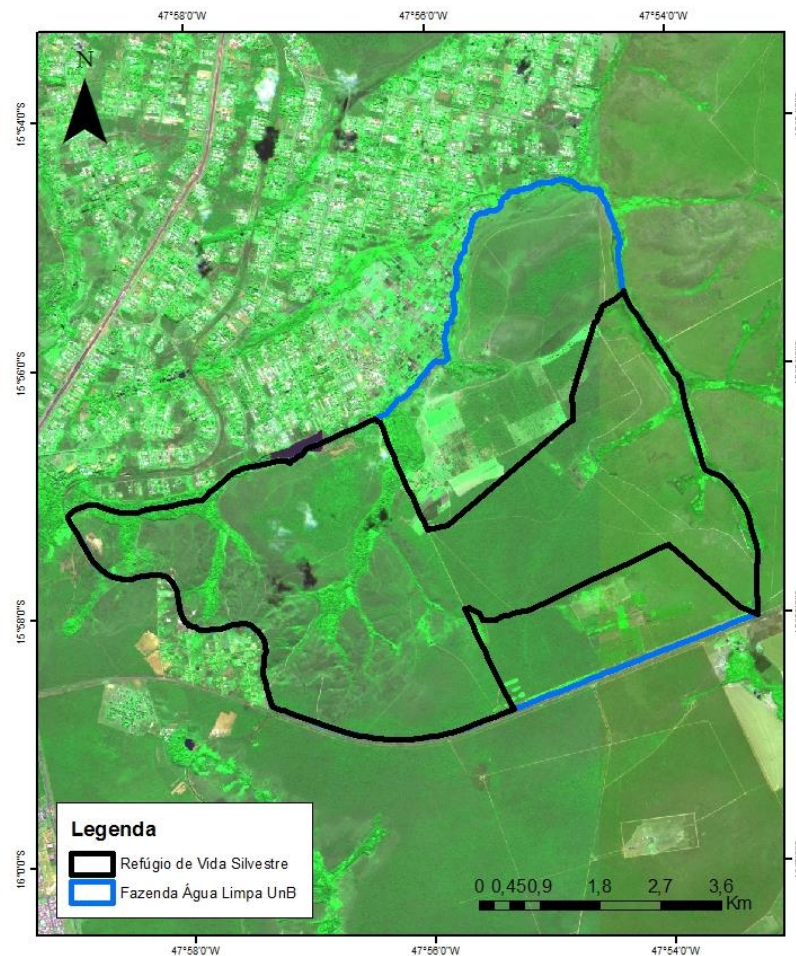 47°58'0"W 47°56'0"W 47°54'0"W
N
15°54'0"S
15°56'0"S
15°58'0"S
16°0'0"S
Legenda
Refúgio de Vida Silvestre
Fazenda Água Limpa UnB
0 0,450,9 1,8 2,7 3,6
Km
47°58'0"W 47°56'0"W 47°54'0"W